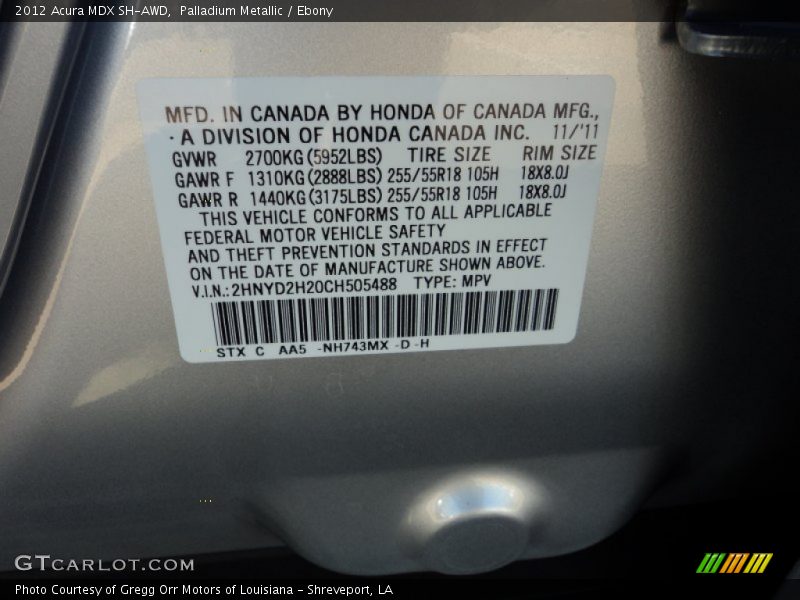 2012 Acura MDX SH-AWD,  Palladium Metallic / Ebony
MFD. IN CANADA BY HONDA OF CANADA MFG.,
·A DIVISION OF HONDA CANADA INC.   11/'11
GVWR   2700KG(5952LBS)   TIRE SIZE   RIM SIZE
GAWR F 1310KG(2888LBS) 255/55R18 105H   18X8.0J
GAWR R 1440KG(3175LBS) 255/55R18 105H   18X8.0J
THIS VEHICLE CONFORMS TO ALL APPLICABLE
FEDERAL MOTOR VEHICLE SAFETY
AND THEFT PREVENTION STANDARDS IN EFFECT
ON THE DATE OF MANUFACTURE SHOWN ABOVE.
V.I.N.:2HNYD2H20CH505488   TYPE: MPV
STX C AA5 -NH743MX -D -H
GTCARLOT.COM
Photo Courtesy of Gregg Orr Motors of Louisiana - Shreveport, LA